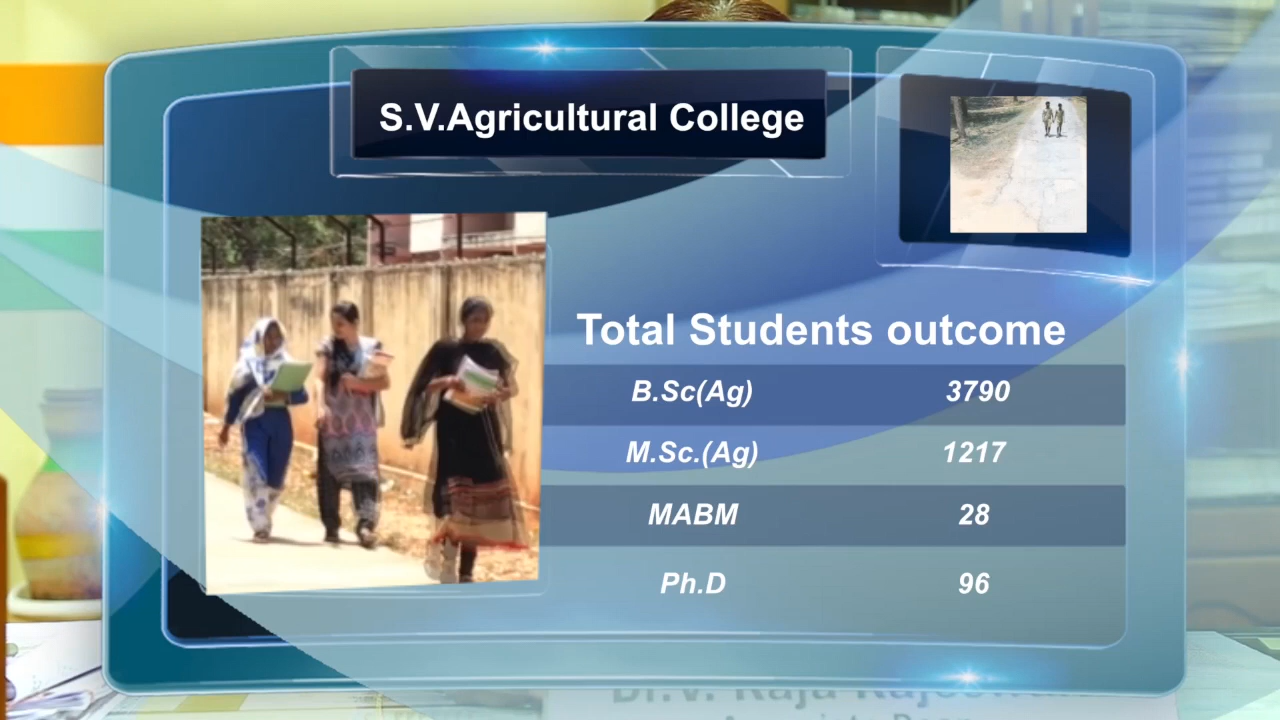 S.V.Agricultural College
Total Students outcome
B.Sc(Ag) 3790
M.Sc.(Ag) 1217
MABM 28
Ph.D 96